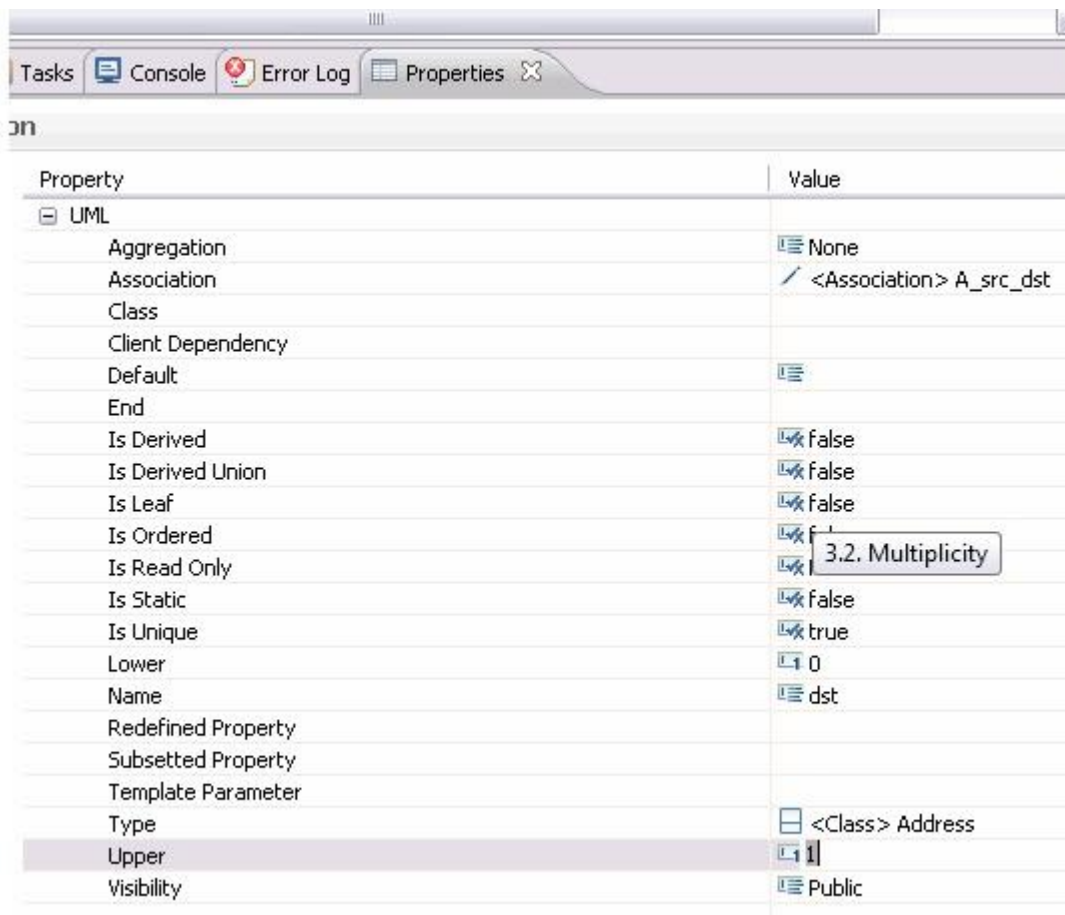 Tasks Console Error Log Properties
on
Property Value
UML
Aggregation None
Association <Association> A_src_dst
Class
Client Dependency
Default
End
Is Derived false
Is Derived Union false
Is Leaf false
Is Ordered
3.2. Multiplicity
Is Read Only
Is Static false
Is Unique true
Lower 0
Name dst
Redefined Property
Subsetted Property
Template Parameter
Type <Class> Address
Upper 1
Visibility Public